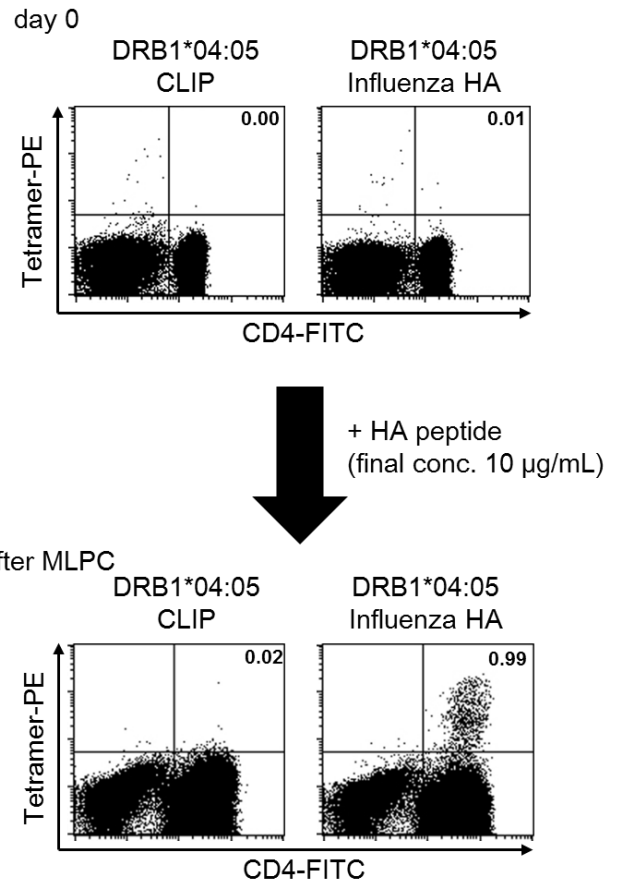 day 0
DRB1*04:05
CLIP
DRB1*04:05
Influenza HA
0.00
0.01
Tetramer-PE
CD4-FITC
+ HA peptide
(final conc. 10 µg/mL)
fter MLPC
DRB1*04:05
CLIP
DRB1*04:05
Influenza HA
0.02
0.99
Tetramer-PE
CD4-FITC